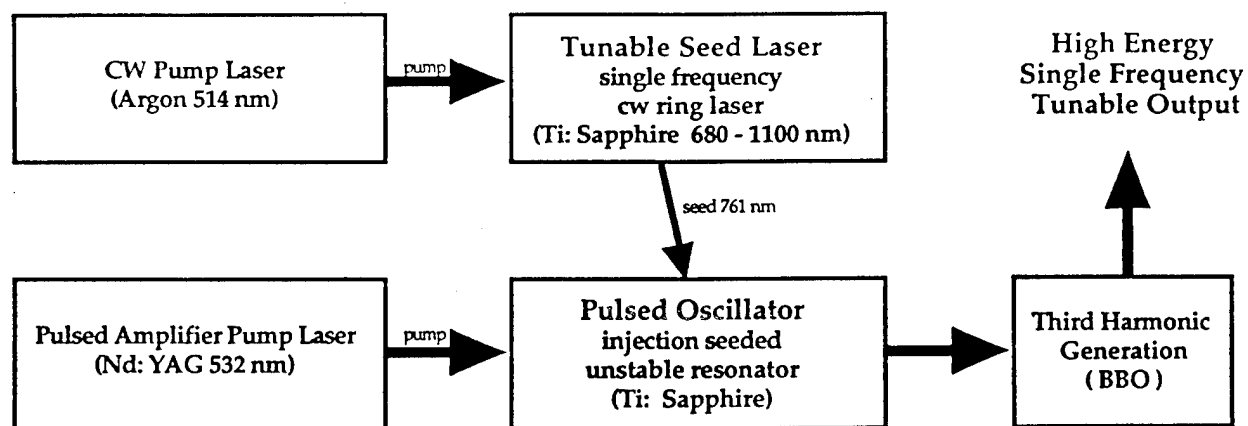 CW Pump Laser
(Argon 514 nm)
pump
Tunable Seed Laser
single frequency
cw ring laser
(Ti: Sapphire 680 - 1100 nm)
High Energy
Single Frequency
Tunable Output
seed 761 nm
Pulsed Amplifier Pump Laser
(Nd: YAG 532 nm)
pump
Pulsed Oscillator
injection seeded
unstable resonator
(Ti: Sapphire)
Third Harmonic
Generation
( BBO )